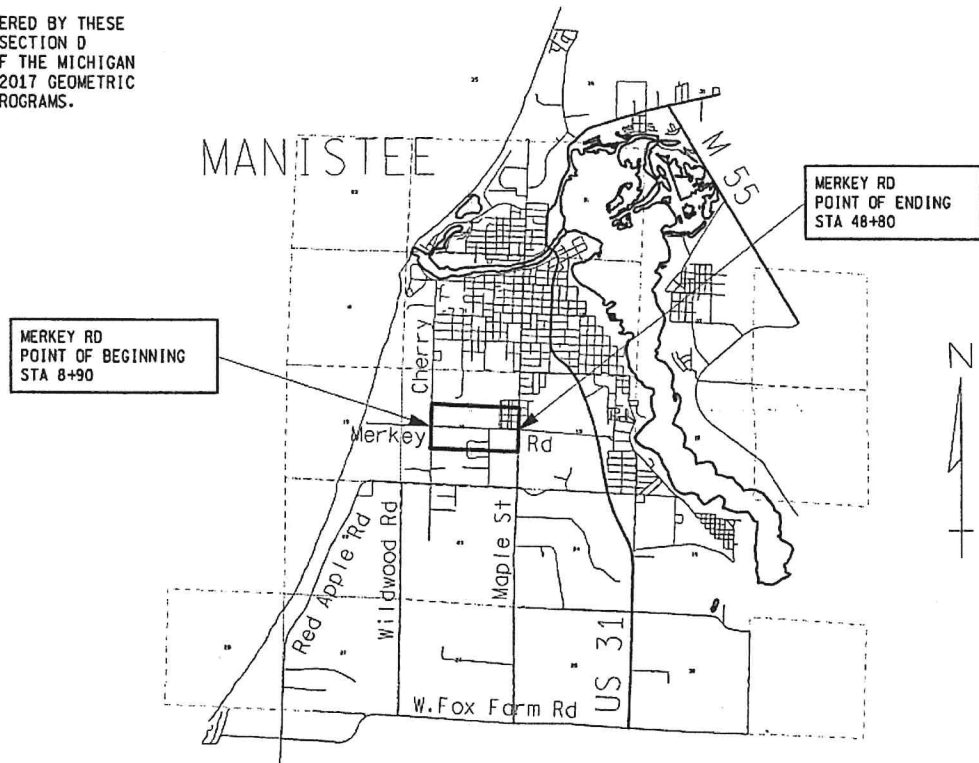 ERED BY THESE
SECTION D
F THE MICHIGAN
2017 GEOMETRIC
ROGRAMS.
MANISTEE
M 55
MERKEY RD
POINT OF ENDING
STA 48+80
MERKEY RD
POINT OF BEGINNING
STA 8+90
Cherry
N
Merkey Rd
Red Apple Rd
Wildwood Rd
Maple St
US 31
W.Fox Farm Rd